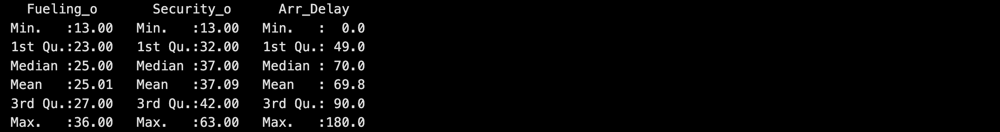 Fueling_o       Security_o      Arr_Delay
Min.   :13.00   Min.   :13.00   Min.   :  0.0
1st Qu.:23.00   1st Qu.:32.00   1st Qu.: 49.0
Median :25.00   Median :37.00   Median : 70.0
Mean   :25.01   Mean   :37.09   Mean   : 69.8
3rd Qu.:27.00   3rd Qu.:42.00   3rd Qu.: 90.0
Max.   :36.00   Max.   :63.00   Max.   :180.0